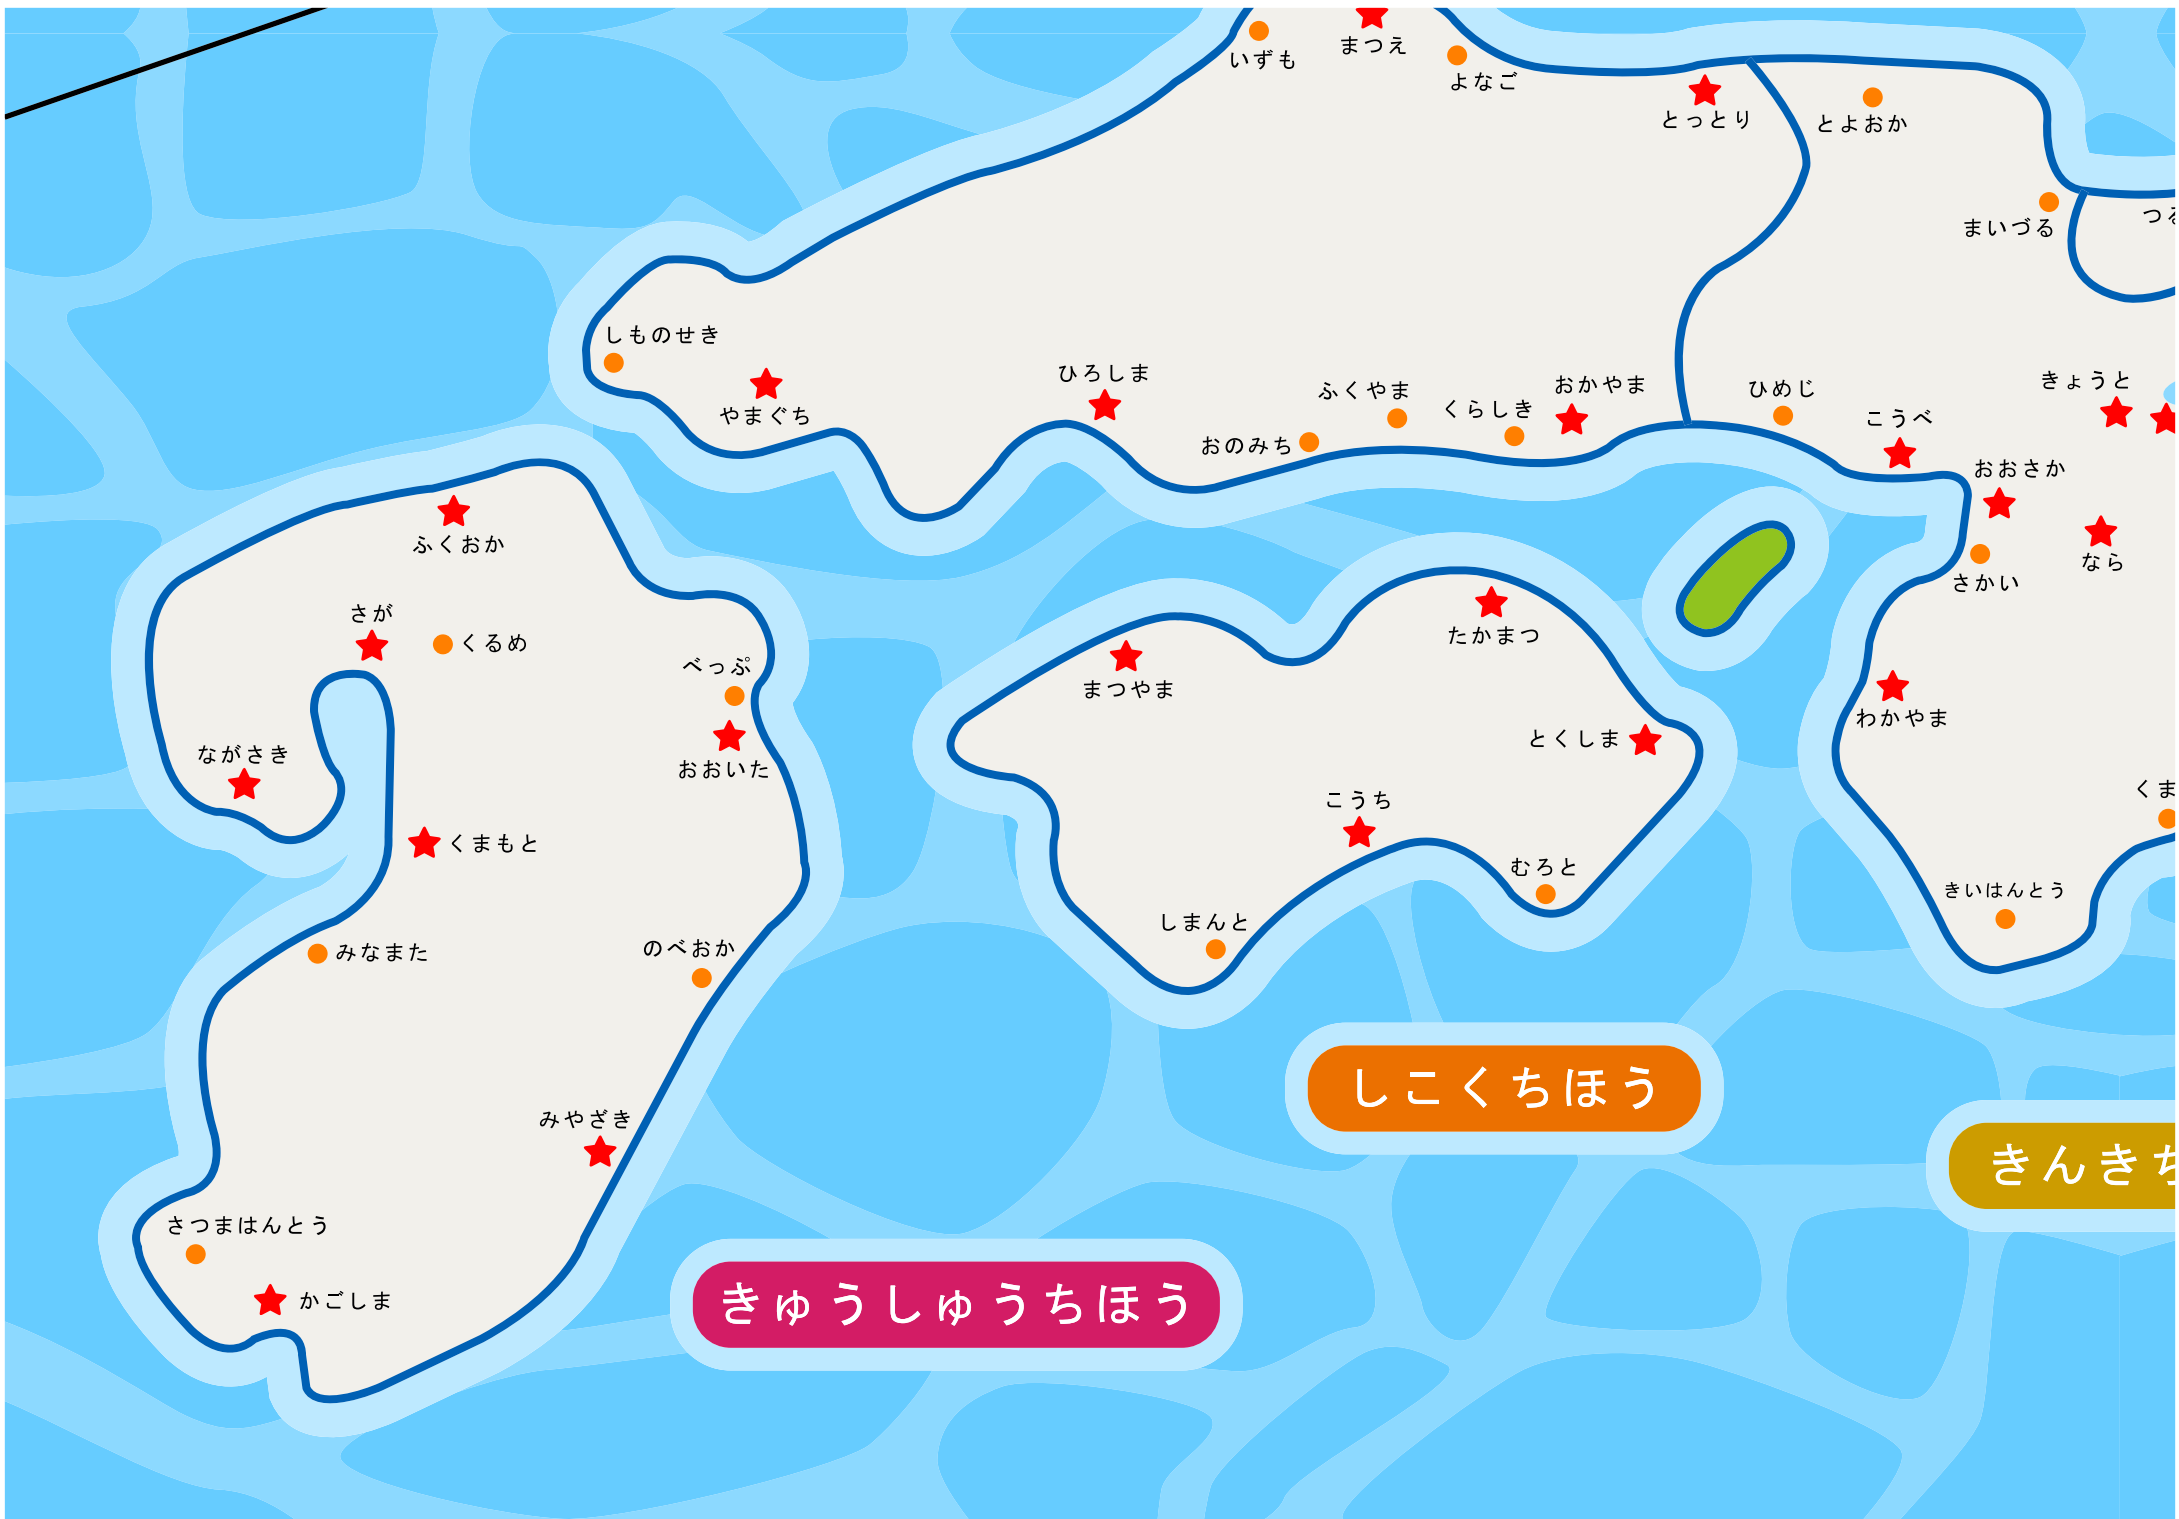 いずも
まつえ
よなご
とっとり
とよおか
まいづる
つる
しものせき
やまぐち
ひろしま
ふくやま
おのみち
くらしき
おかやま
ひめじ
こうべ
きょうと
おおさか
さかい
なら
わかやま
くま
きいはんとう
ふくおか
さが
くるめ
べっぷ
おおいた
ながさき
くまもと
みなまた
のべおか
みやざき
さつまはんとう
かごしま
まつやま
たかまつ
とくしま
こうち
むろと
しまんと
しこくちほう
きんきち
きゅうしゅうちほう